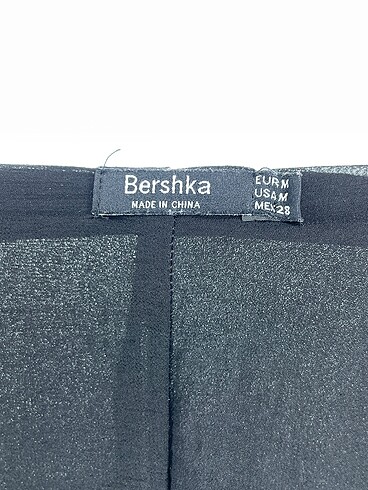 Bershka
MADE IN CHINA
EUR M
USA M
MEX 28